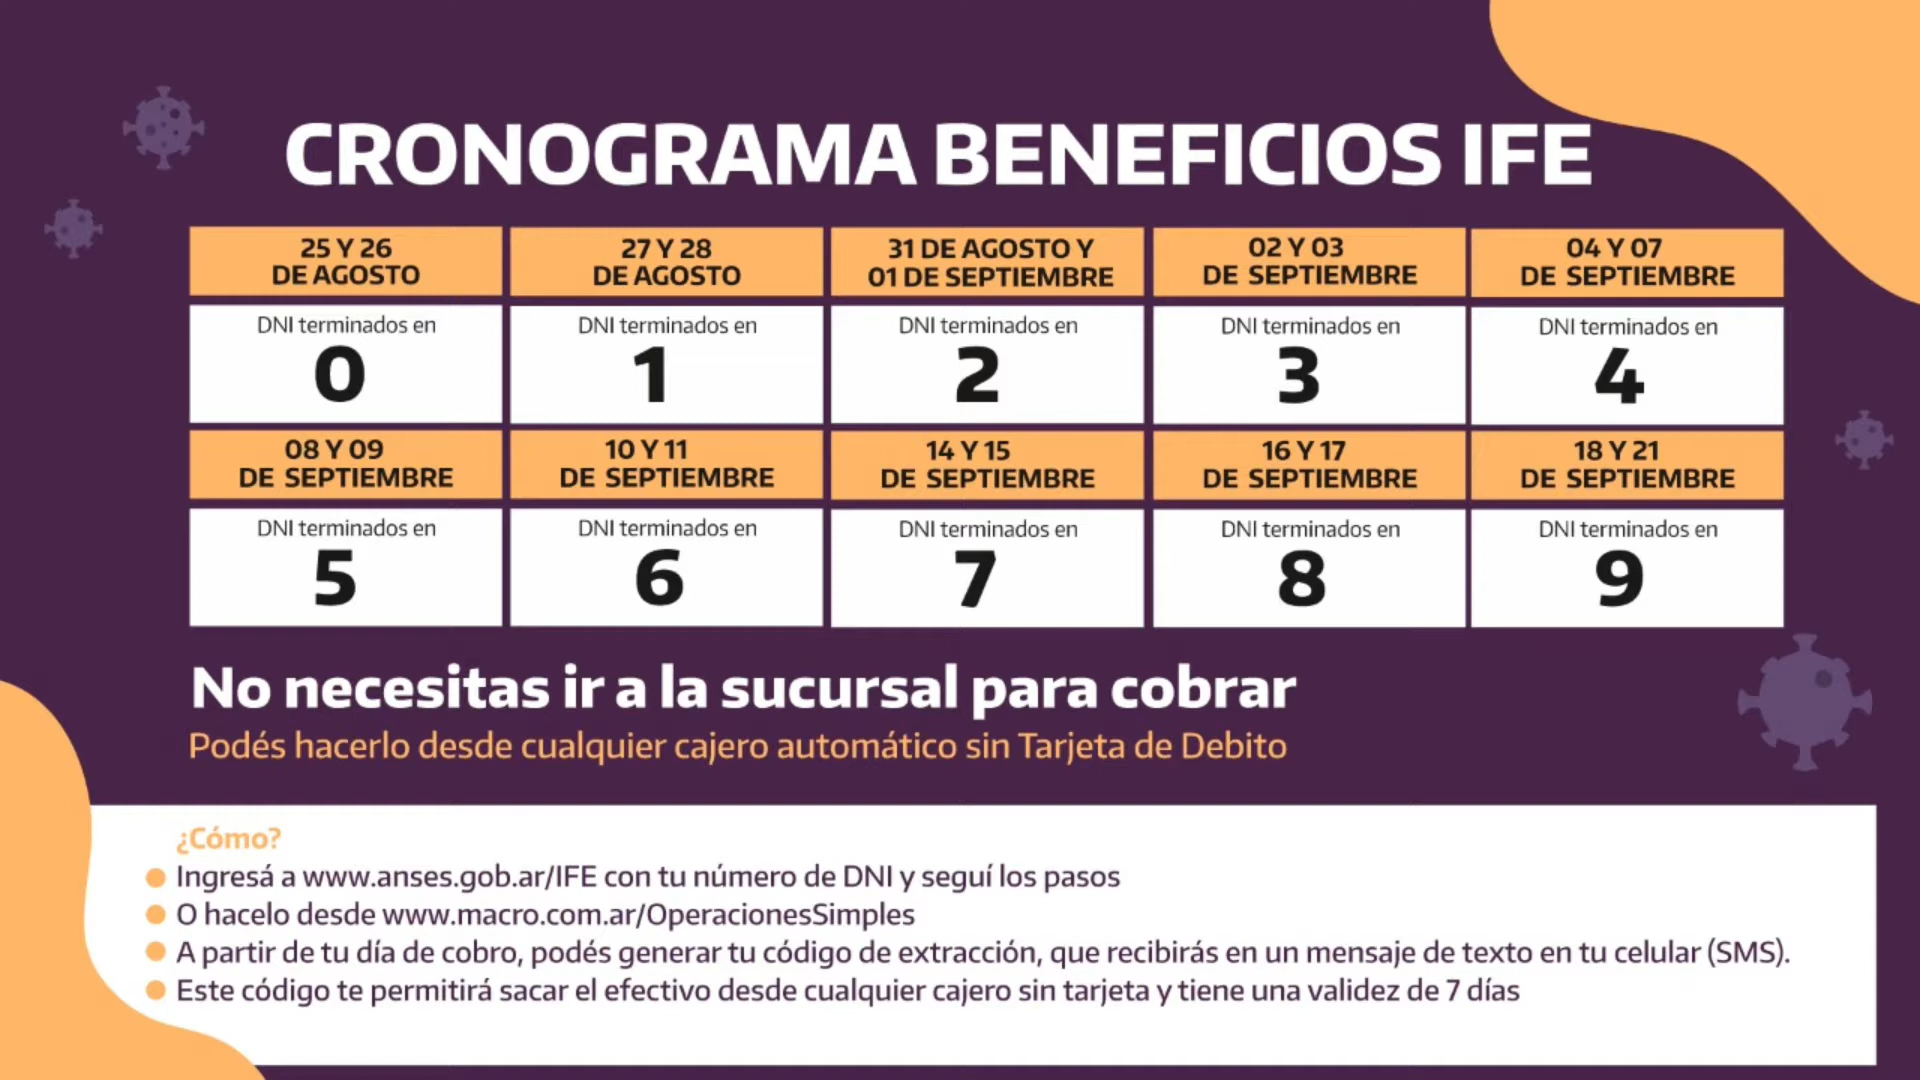 CRONOGRAMA BENEFICIOS IFE
25 Y 26
DE AGOSTO
27 Y 28
DE AGOSTO
31 DE AGOSTO Y
01 DE SEPTIEMBRE
02 Y 03
DE SEPTIEMBRE
04 Y 07
DE SEPTIEMBRE
DNI terminados en
0
DNI terminados en
1
DNI terminados en
2
DNI terminados en
3
DNI terminados en
4
08 Y 09
DE SEPTIEMBRE
10 Y 11
DE SEPTIEMBRE
14 Y 15
DE SEPTIEMBRE
16 Y 17
DE SEPTIEMBRE
18 Y 21
DE SEPTIEMBRE
DNI terminados en
5
DNI terminados en
6
DNI terminados en
7
DNI terminados en
8
DNI terminados en
9
No necesitas ir a la sucursal para cobrar
Podés hacerlo desde cualquier cajero automático sin Tarjeta de Debito
¿Cómo?
Ingresá a www.anses.gob.ar/IFE con tu número de DNI y seguí los pasos
O hacelo desde www.macro.com.ar/OperacionesSimples
A partir de tu día de cobro, podés generar tu código de extracción, que recibirás en un mensaje de texto en tu celular (SMS).
Este código te permitirá sacar el efectivo desde cualquier cajero sin tarjeta y tiene una validez de 7 días